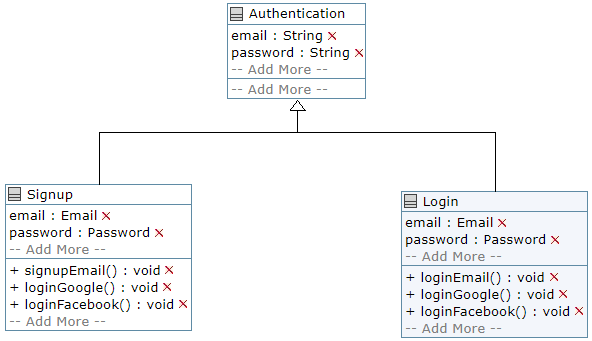 Authentication
email : String
password : String
-- Add More --
-- Add More --
Signup
email : Email
password : Password
-- Add More --
+ signupEmail() : void
+ loginGoogle() : void
+ loginFacebook() : void
-- Add More --
Login
email : Email
password : Password
-- Add More --
+ loginEmail() : void
+ loginGoogle() : void
+ loginFacebook() : void
-- Add More --